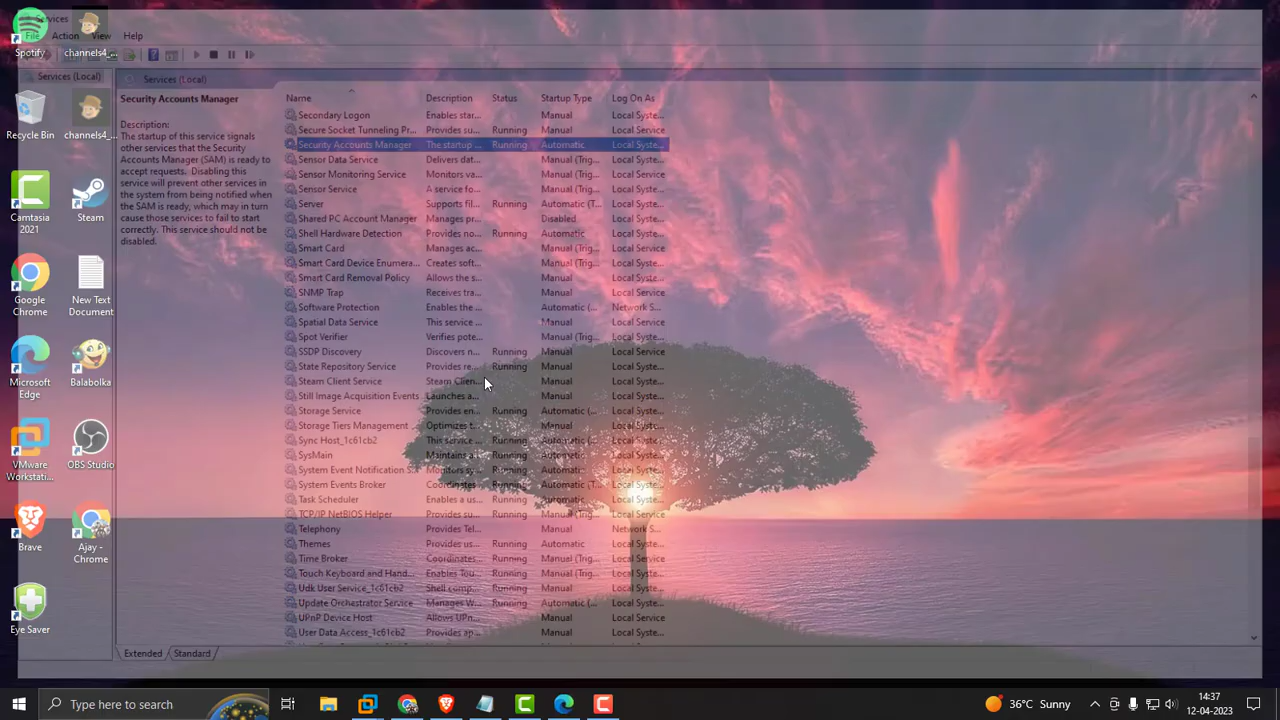 Services
File Action View Help
Services (Local)
Services (Local)
Security Accounts Manager
Description:
The startup of this service signals
other services that the Security
Accounts Manager (SAM) is ready to
accept requests. Disabling this
service will prevent other services in
the system from being notified when
the SAM is ready, which may in turn
cause those services to fail to start
correctly. This service should not be
disabled.
Name Description Status Startup Type Log On As
Secondary Logon Enables star... Manual Local Syste...
Secure Socket Tunneling Pr... Provides su... Running Manual Local Service
Security Accounts Manager The startup ... Running Automatic Local Syste...
Sensor Data Service Delivers dat... Manual (Trig... Local Syste...
Sensor Monitoring Service Monitors va... Manual (Trig... Local Service
Sensor Service A service fo... Manual (Trig... Local Syste...
Server Supports fil... Running Automatic (T... Local Syste...
Shared PC Account Manager Manages pr... Disabled Local Syste...
Shell Hardware Detection Provides no... Running Automatic Local Syste...
Smart Card Manages ac... Manual (Trig... Local Service
Smart Card Device Enumera... Creates soft... Manual (Trig... Local Syste...
Smart Card Removal Policy Allows the s... Manual Local Syste...
SNMP Trap Receives tra... Manual Local Service
Software Protection Enables the ... Automatic (... Network S...
Spatial Data Service This service ... Manual Local Service
Spot Verifier Verifies pote... Manual (Trig... Local Syste...
SSDP Discovery Discovers n... Running Manual Local Service
State Repository Service Provides re... Running Manual Local Syste...
Steam Client Service Steam Clien... Manual Local Syste...
Still Image Acquisition Events Launches a... Manual Local Syste...
Storage Service Provides en... Running Automatic (... Local Syste...
Storage Tiers Management ... Optimizes t... Manual Local Syste...
Sync Host_1c61cb2 This service ... Running Automatic (... Local Syste...
SysMain Maintains a... Running Automatic Local Syste...
System Event Notification S... Monitors sy... Running Automatic Local Syste...
System Events Broker Coordinates... Running Automatic (T... Local Syste...
Task Scheduler Enables a us... Running Automatic Local Syste...
TCP/IP NetBIOS Helper Provides su... Running Manual (Trig... Local Service
Telephony Provides Tel... Manual Network S...
Themes Provides us... Running Automatic Local Syste...
Time Broker Coordinates... Running Manual (Trig... Local Service
Touch Keyboard and Hand... Enables Tou... Running Manual (Trig... Local Syste...
Udk User Service_1c61cb2 Shell comp... Running Manual Local Syste...
Update Orchestrator Service Manages W... Running Automatic (... Local Syste...
UPnP Device Host Allows UPn... Manual Local Service
User Data Access_1c61cb2 Provides ap... Running Manual Local Syste...
Extended Standard
Spotify
channels4_...
Recycle Bin
channels4_...
Camtasia
2021
Steam
Google
Chrome
New Text
Document
Microsoft
Edge
Balabolka
VMware
Workstati...
OBS Studio
Brave
Ajay -
Chrome
Eye Saver
Type here to search
36°C Sunny
14:37
12-04-2023